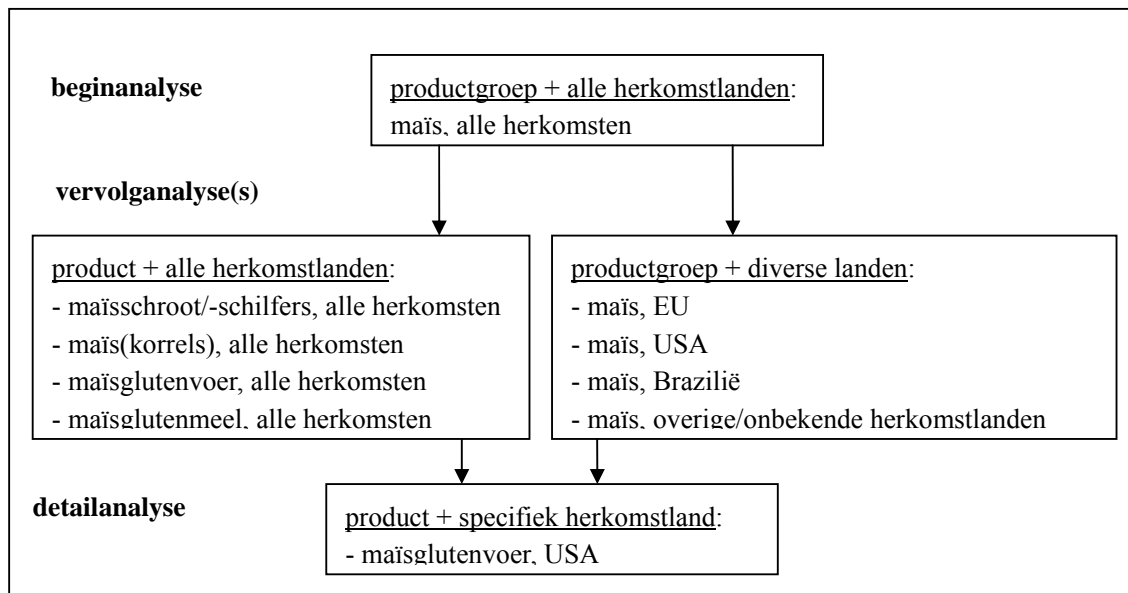 beginanalyse
productgroep + alle herkomstlanden:
maïs, alle herkomsten
vervolganalyse(s)
product + alle herkomstlanden:
- maïsschroot/-schilfers, alle herkomsten
- maïs(korrels), alle herkomsten
- maïsglutenvoer, alle herkomsten
- maïsglutenmeel, alle herkomsten
productgroep + diverse landen:
- maïs, EU
- maïs, USA
- maïs, Brazilië
- maïs, overige/onbekende herkomstlanden
detailanalyse
product + specifiek herkomstland:
- maïsglutenvoer, USA